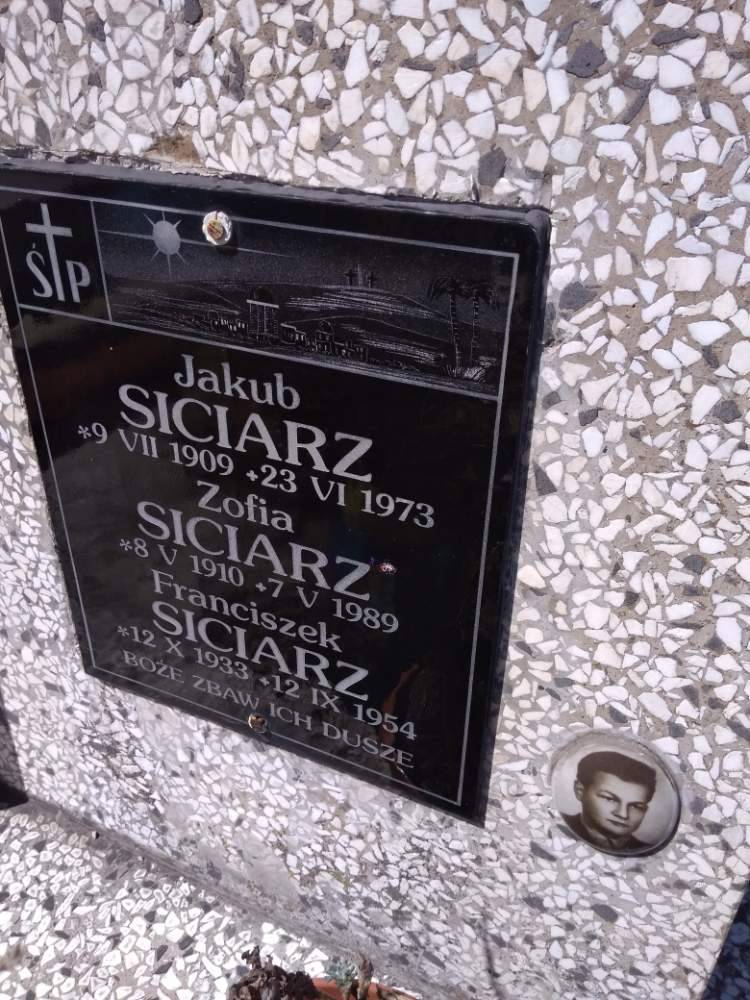 ŚP
Jakub
SICIARZ
*9 VII 1909 +23 VI 1973
Zofia
SICIARZ
*8 V 1910 +7 V 1989
Franciszek
SICIARZ
*12 X 1933 +12 IX 1954
BOŻE ZBAW ICH DUSZE